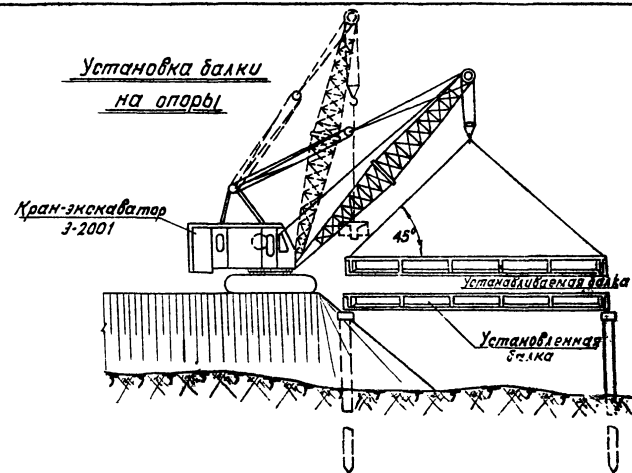 Установка балки
на опоры
Кран-экскаватор
Э-2001
45°
Устанавливаемая балка
Установленная
балка